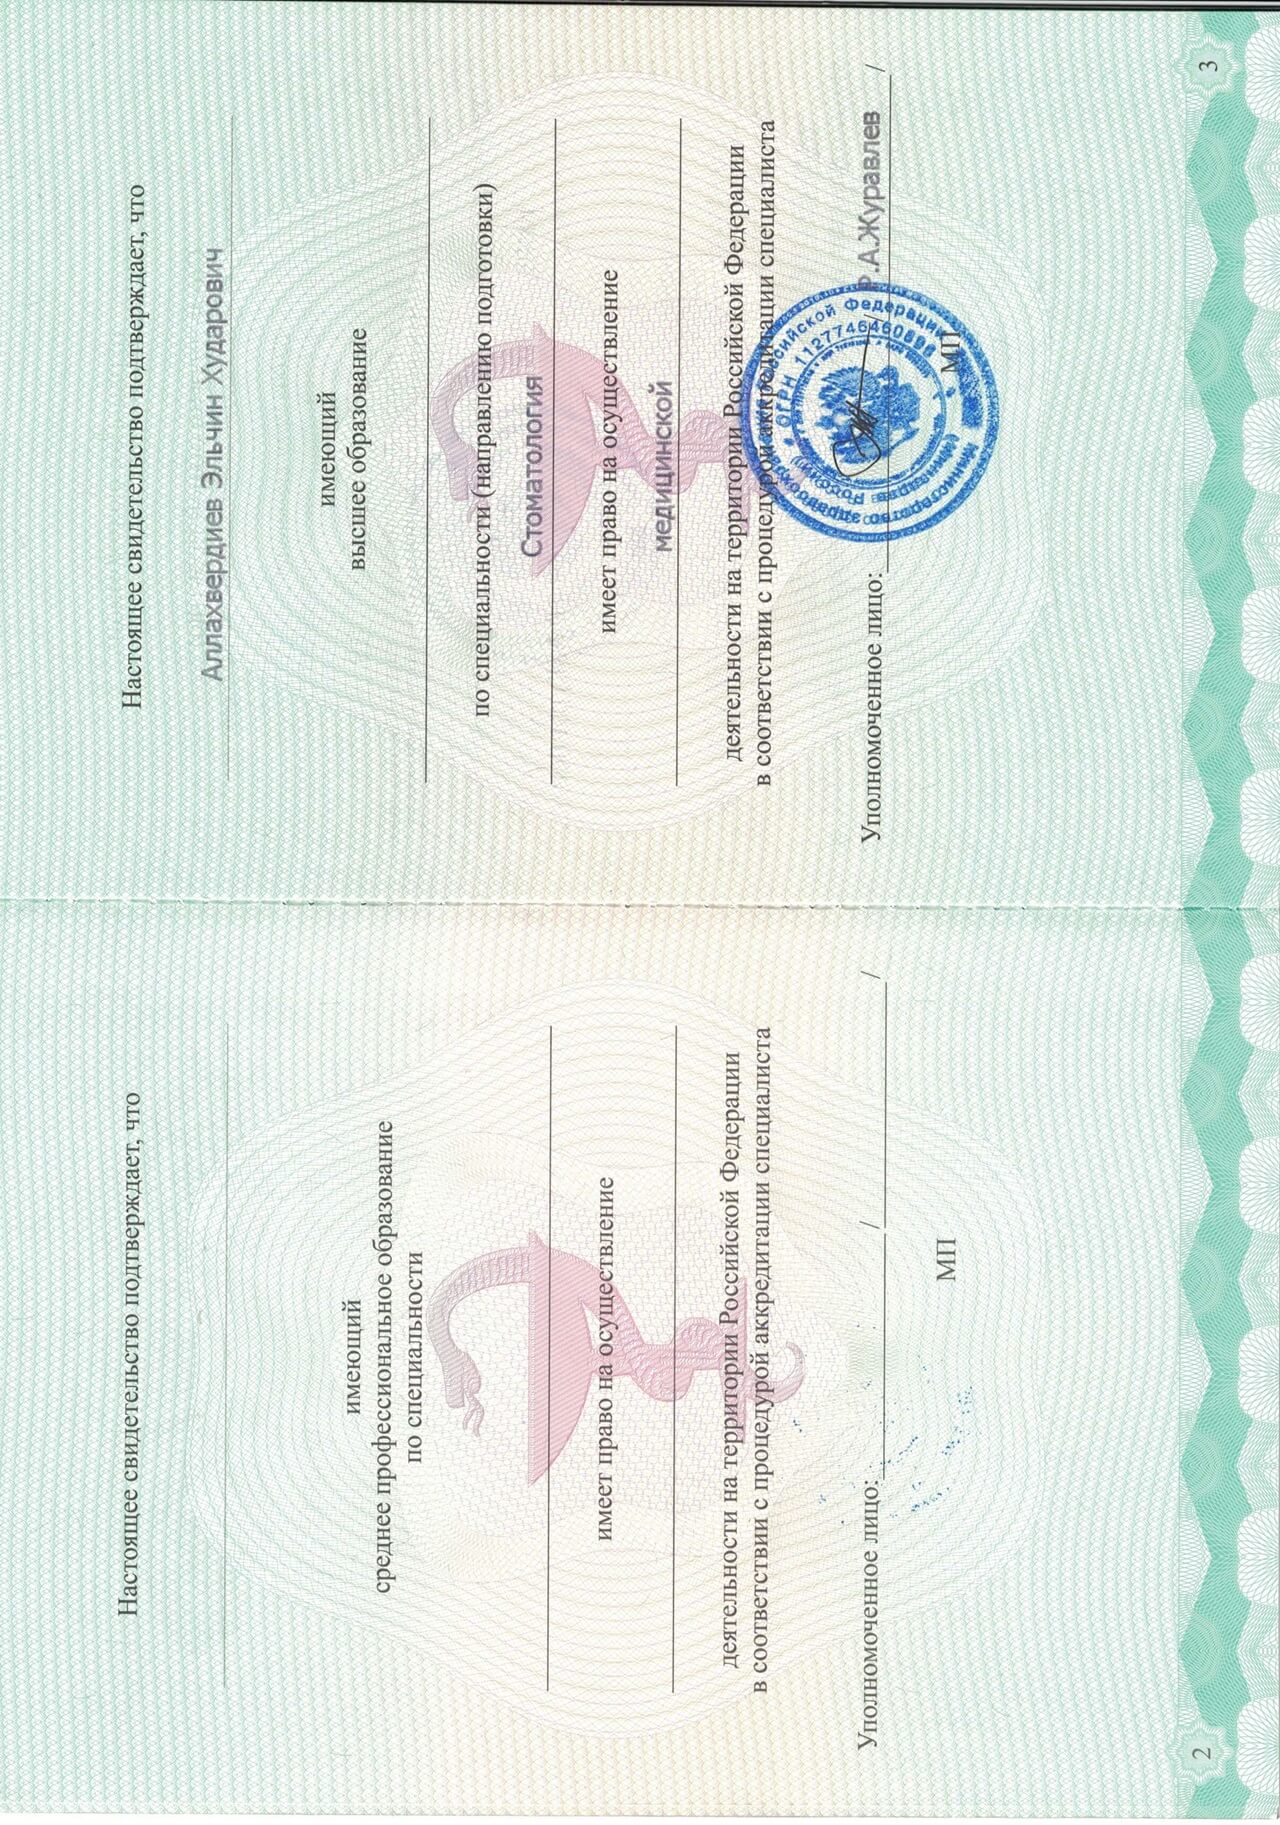 Настоящее свидетельство подтверждает, что
имеющий
среднее профессиональное образование
по специальности
имеет право на осуществление
деятельности на территории Российской Федерации
в соответствии с процедурой аккредитации специалиста
Уполномоченное лицо: / /
МП
2
Настоящее свидетельство подтверждает, что
Аллахвердиев Эльчин Хударович
имеющий
высшее образование
по специальности (направлению подготовки)
Стоматология
имеет право на осуществление
медицинской
деятельности на территории Российской Федерации
в соответствии с процедурой аккредитации специалиста
Уполномоченное лицо: / Р.А.Журавлев /
МП
Министерство здравоохранения Российской Федерации
ОГРН 1127746460896
3